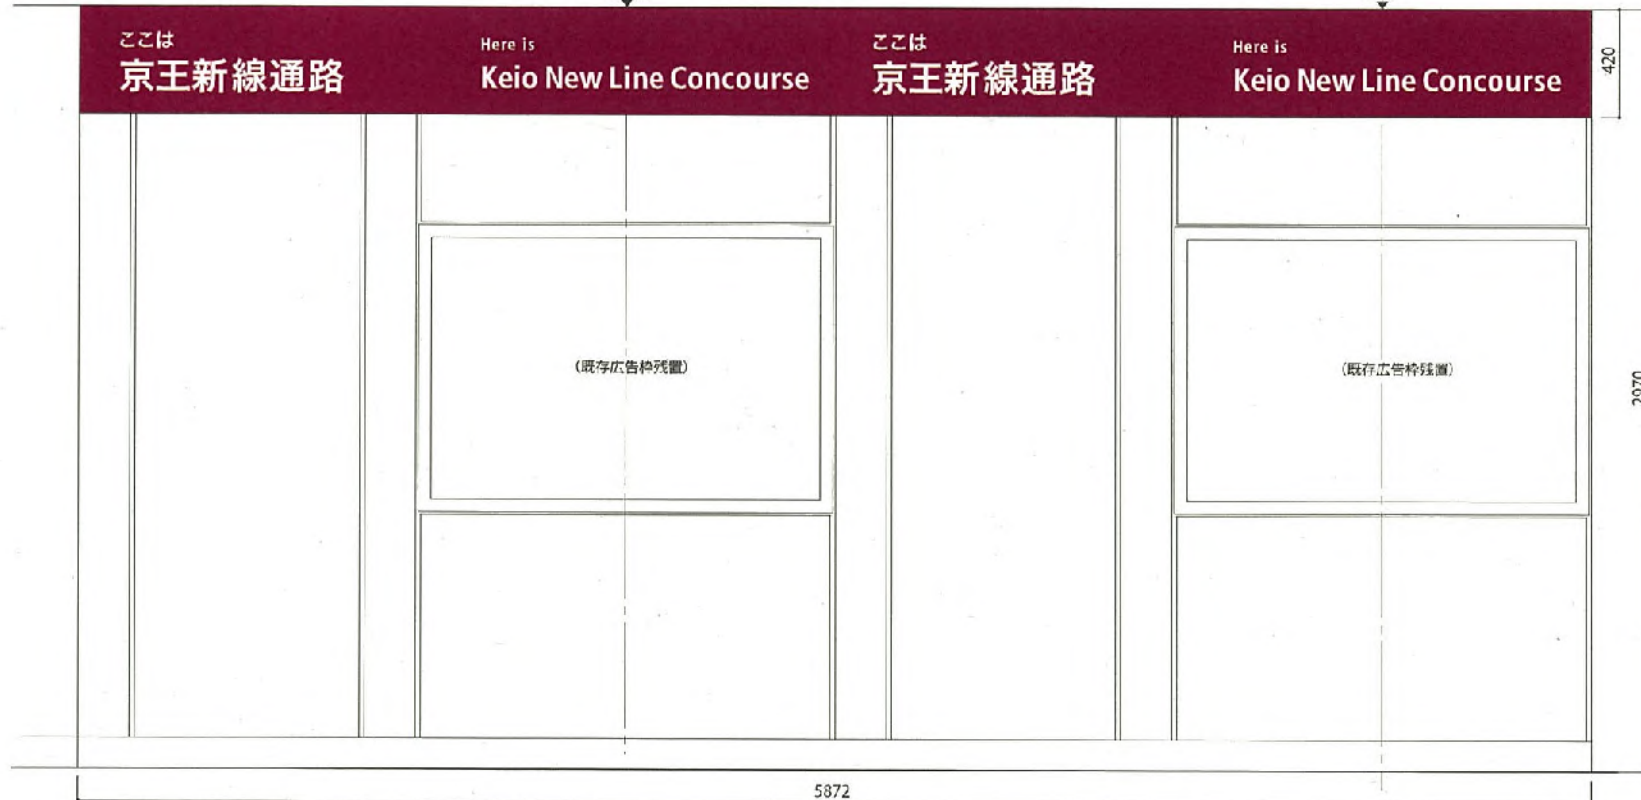 ここは
京王新線通路
Here is
Keio New Line Concourse
ここは
京王新線通路
Here is
Keio New Line Concourse
420
(既存広告枠残置)
(既存広告枠残置)
2970
5872